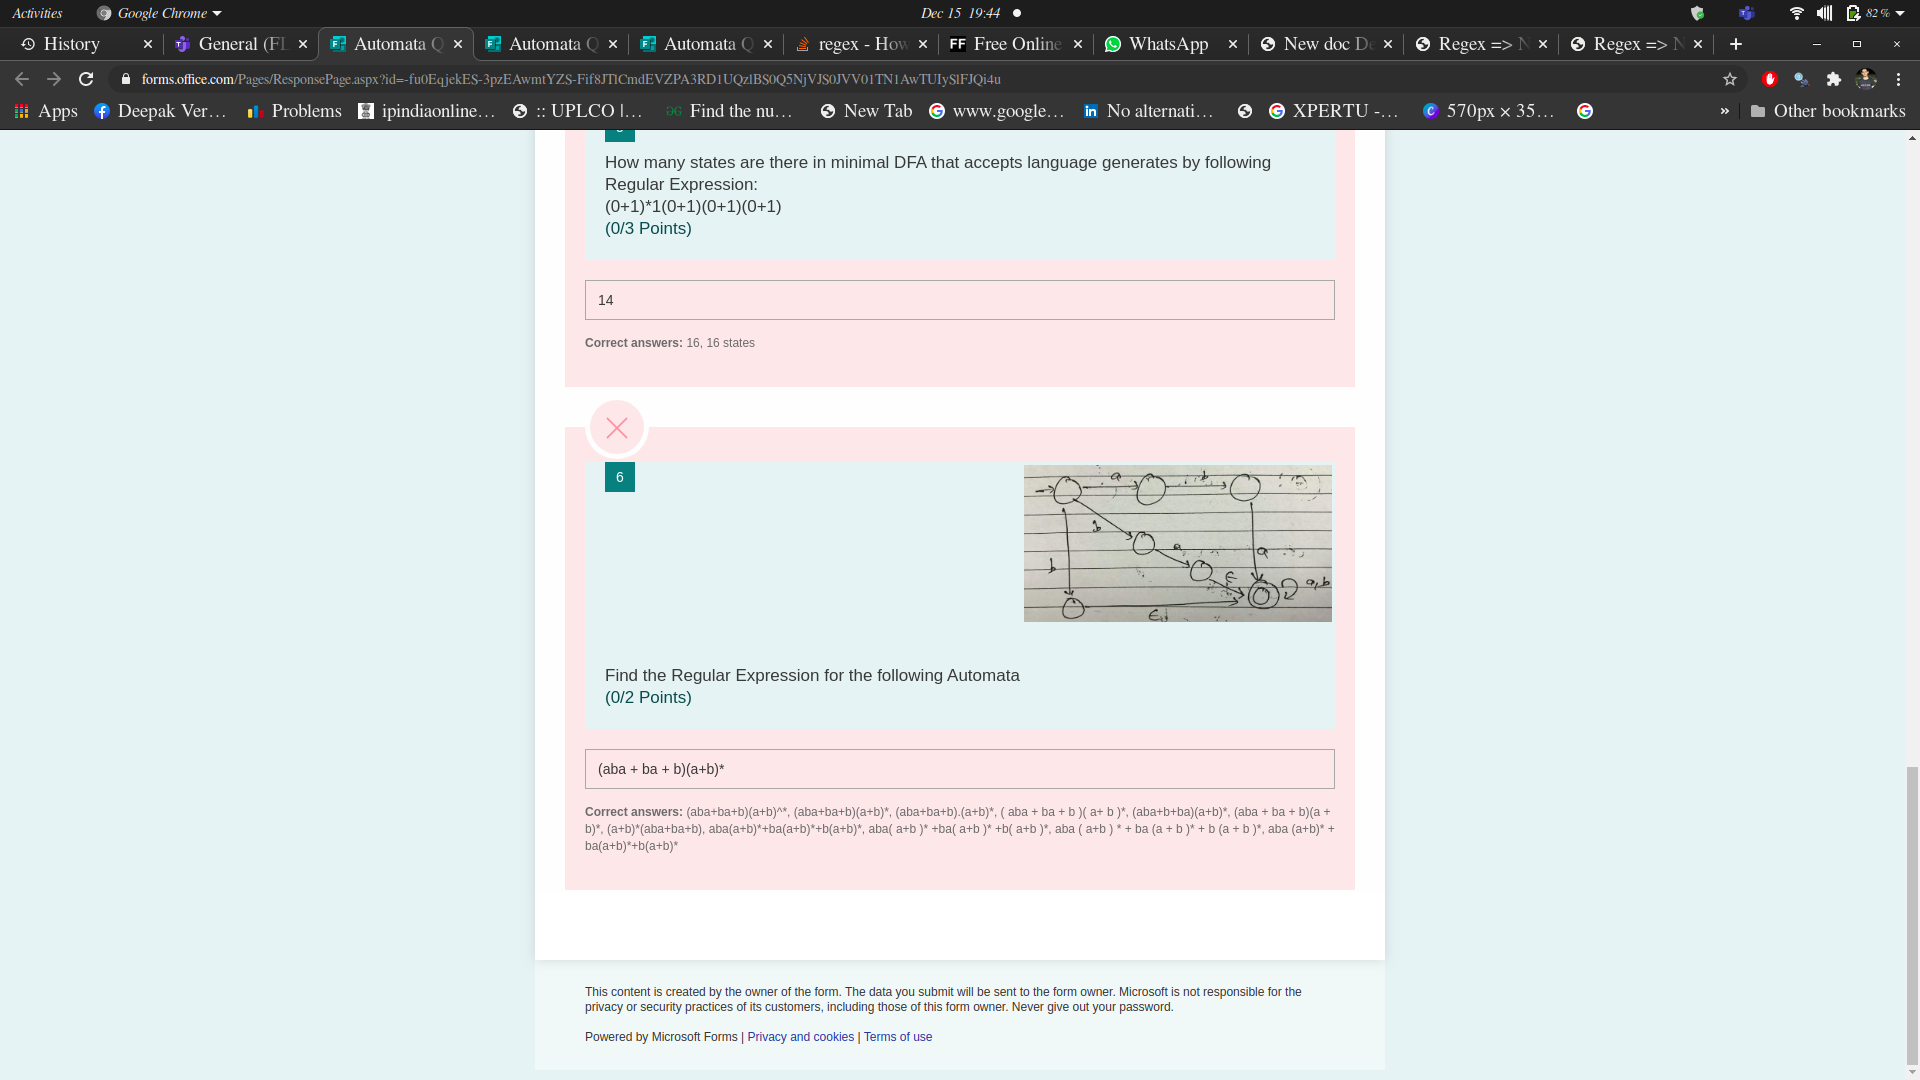 Activities Google Chrome Dec 15 19:44 82 %
History General (FL Automata Q Automata Q Automata Q regex - How FF Free Online WhatsApp New doc Do Regex => N Regex => N
forms.office.com/Pages/ResponsePage.aspx?
Apps Deepak Ver... Problems ipindiaonline... :: UPLCO |... Find the nu... New Tab www.google... No alternati... XPERTU -... 570px × 35... » Other bookmarks
How many states are there in minimal DFA that accepts language generates by following
Regular Expression:
(0+1)*1(0+1)(0+1)(0+1)
(0/3 Points)
14
Correct answers: 16, 16 states
6
a b
b
a
a
b
ε
a,b
ε
Find the Regular Expression for the following Automata
(0/2 Points)
(aba + ba + b)(a+b)*
Correct answers: (aba+ba+b)(a+b)^*, (aba+ba+b)(a+b)*, (aba+ba+b).(a+b)*, ( aba + ba + b )( a+ b )*, (aba+b+ba)(a+b)*, (aba + ba + b)(a +
b)*, (a+b)*(aba+ba+b), aba(a+b)*+ba(a+b)*+b(a+b)*, aba( a+b )* +ba( a+b )* +b( a+b )*, aba ( a+b ) * + ba (a + b )* + b (a + b )*, aba (a+b)* +
ba(a+b)*+b(a+b)*
This content is created by the owner of the form. The data you submit will be sent to the form owner. Microsoft is not responsible for the
privacy or security practices of its customers, including those of this form owner. Never give out your password.
Powered by Microsoft Forms | Privacy and cookies | Terms of use